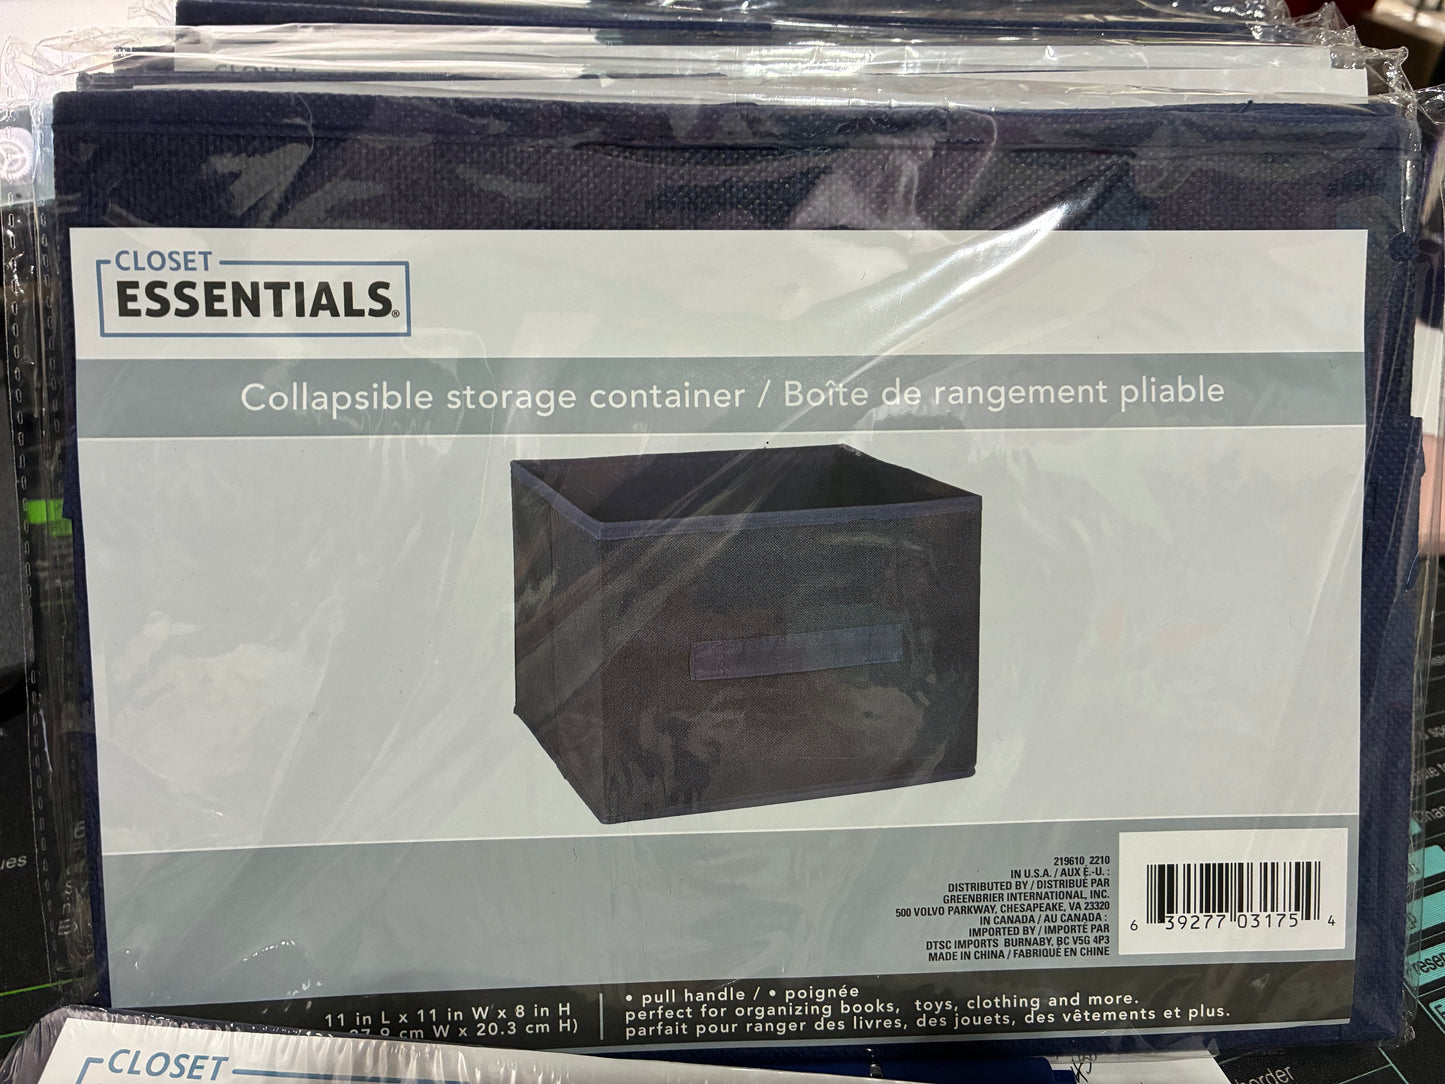 CLOSET
ESSENTIALS®
Collapsible storage container / Boîte de rangement pliable
219610_2210
IN U.S.A. / AUX É.-U. :
DISTRIBUTED BY / DISTRIBUÉ PAR
GREENBRIER INTERNATIONAL, INC.
500 VOLVO PARKWAY, CHESAPEAKE, VA 23320
IN CANADA / AU CANADA :
IMPORTED BY / IMPORTÉ PAR
DTSC IMPORTS BURNABY, BC V5G 4P3
MADE IN CHINA / FABRIQUÉ EN CHINE
6 39277 03175 4
11 in L x 11 in W x 8 in H
cm W x 20.3 cm H)
• pull handle / • poignée
perfect for organizing books, toys, clothing and more.
parfait pour ranger des livres, des jouets, des vêtements et plus.
CLOSET